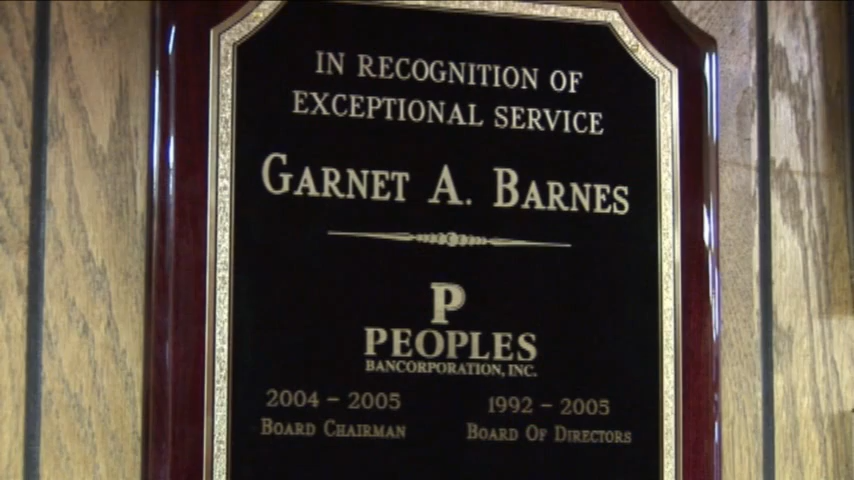 IN RECOGNITION OF
EXCEPTIONAL SERVICE
GARNET A. BARNES
P
PEOPLES
BANCORPORATION, INC.
2004 – 2005 1992 – 2005
BOARD CHAIRMAN BOARD OF DIRECTORS